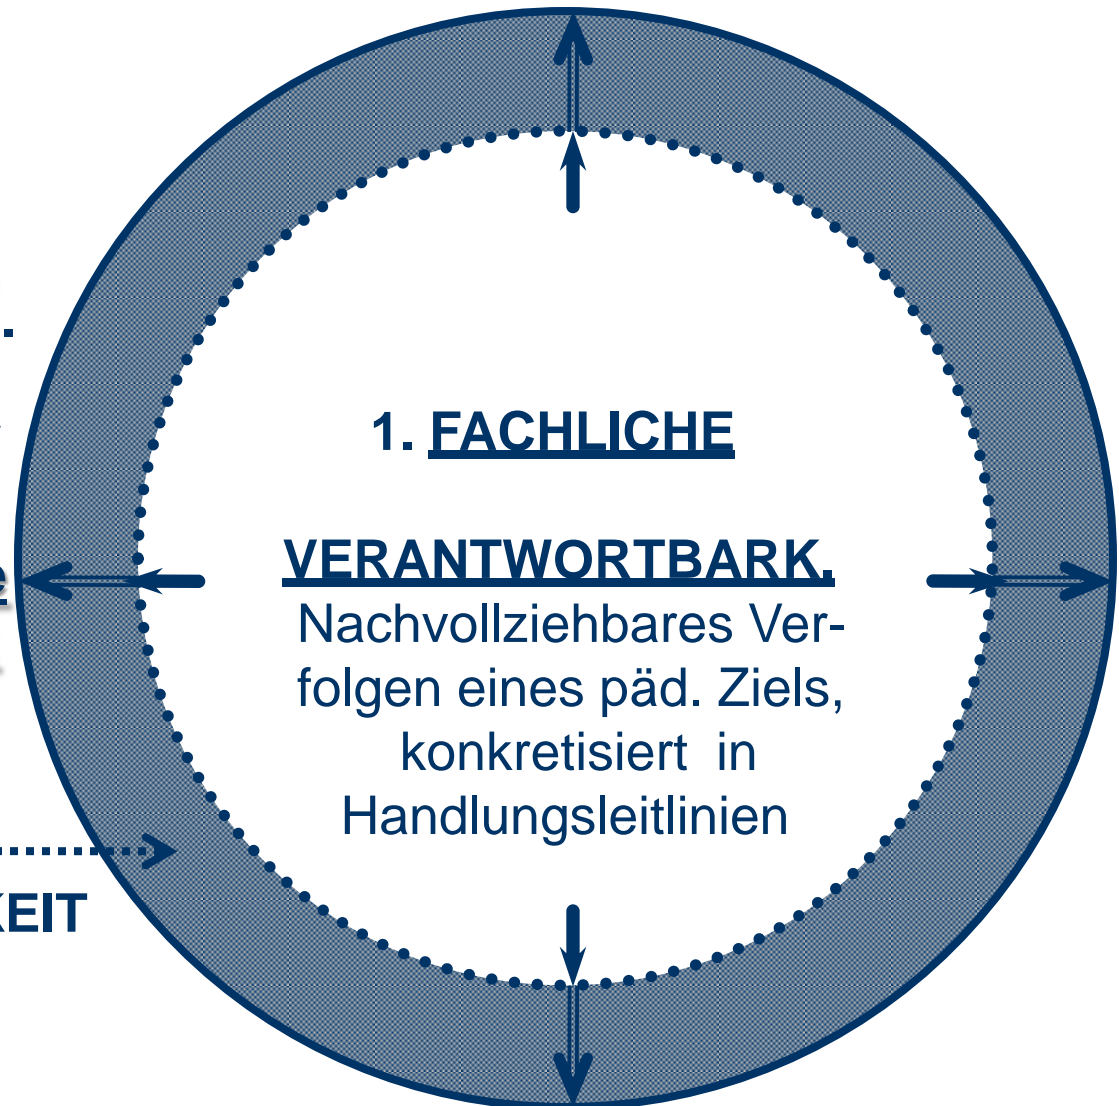 1. FACHLICHE
VERANTWORTBARK.
Nachvollziehbares Ver-
folgen eines päd. Ziels,
konkretisiert in
Handlungsleitlinien
KEIT